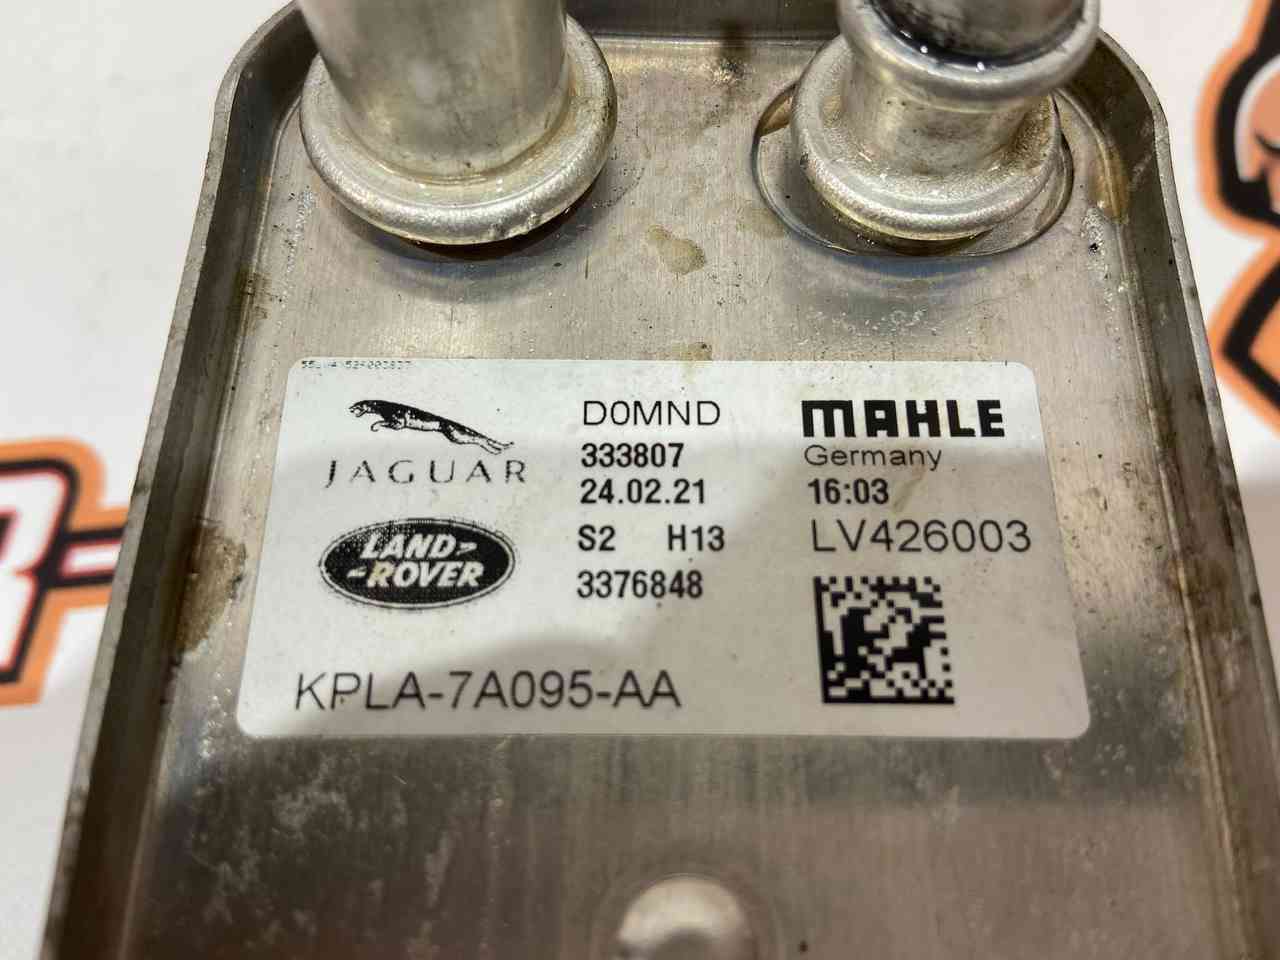 JAGUAR
LAND-
-ROVER
D0MND
333807
24.02.21
S2 H13
3376848
MAHLE
Germany
16:03
LV426003
KPLA-7A095-AA